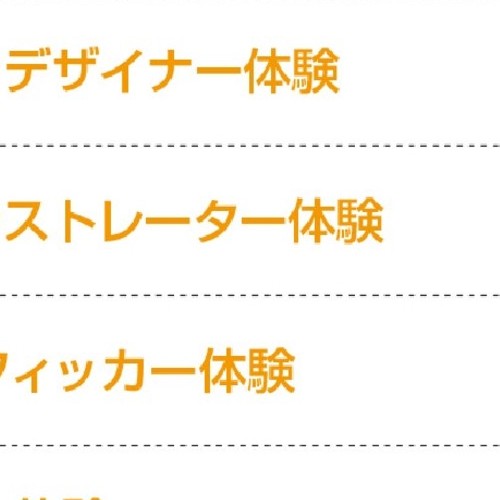 デザイナー体験
ストレーター体験
フィッカー体験